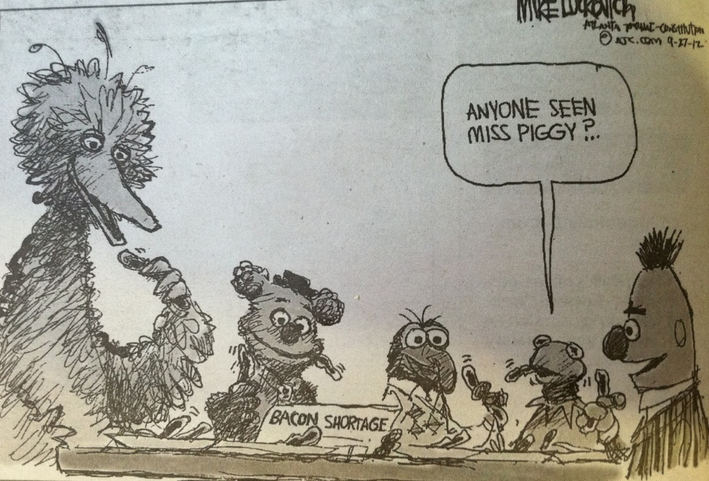 MIKE LUCKOVICH
ATLANTA JOURNAL-CONSTITUTION
© AJC.COM 9-27-12
ANYONE SEEN
MISS PIGGY?..
BACON SHORTAGE